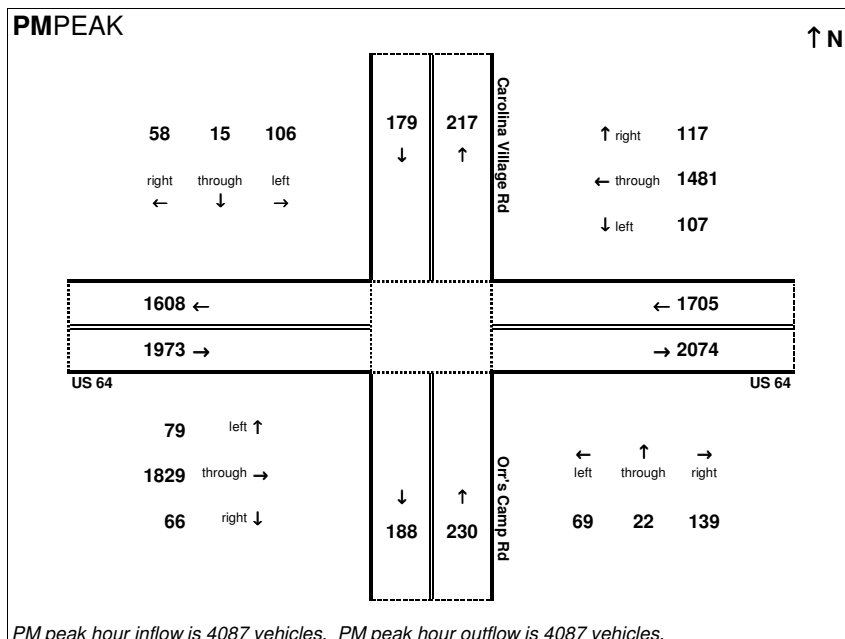 PMPEAK
↑ N
58 15 106
right through left
← ↓ →
179 217
↓ ↑
Carolina Village Rd
↑ right 117
← through 1481
↓ left 107
1608 ←
← 1705
1973 →
→ 2074
US 64
US 64
79 left ↑
1829 through →
66 right ↓
↓ ↑
188 230
Orr's Camp Rd
← ↑ →
left through right
69 22 139
PM peak hour inflow is 4087 vehicles. PM peak hour outflow is 4087 vehicles.